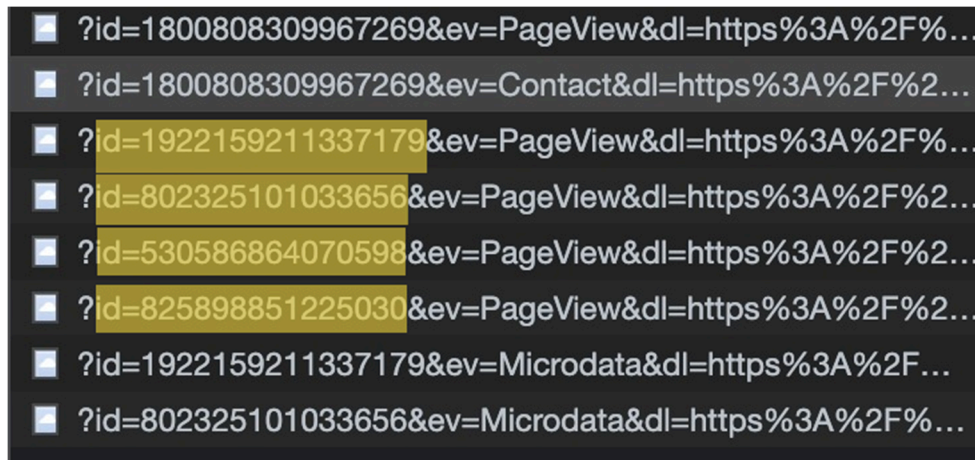 ?id=1800808309967269&ev=PageView&dl=https%3A%2F%...
?id=1800808309967269&ev=Contact&dl=https%3A%2F%2...
?id=1922159211337179&ev=PageView&dl=https%3A%2F%...
?id=802325101033656&ev=PageView&dl=https%3A%2F%2...
?id=530586864070598&ev=PageView&dl=https%3A%2F%2...
?id=825898851225030&ev=PageView&dl=https%3A%2F%2...
?id=1922159211337179&ev=Microdata&dl=https%3A%2F...
?id=802325101033656&ev=Microdata&dl=https%3A%2F%...